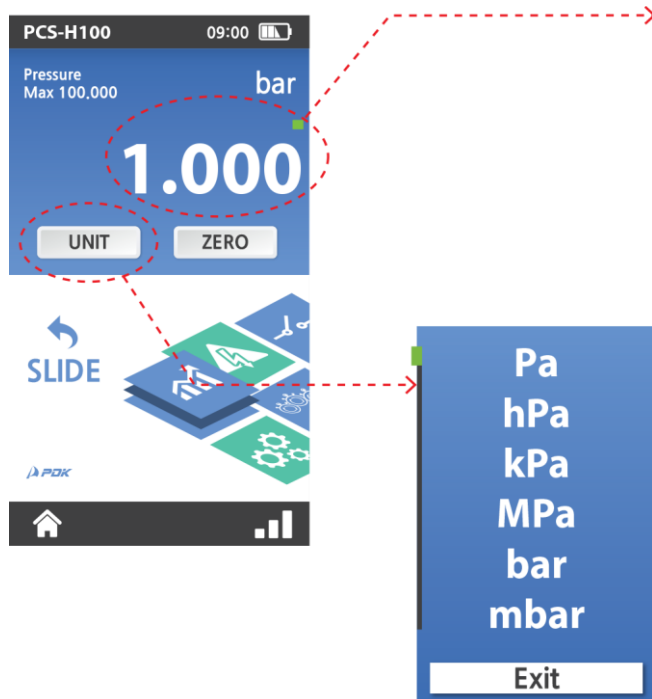 PCS-H100 09:00
Pressure
Max 100,000
bar
1.000
UNIT ZERO
SLIDE
PDK
Pa
hPa
kPa
MPa
bar
mbar
Exit